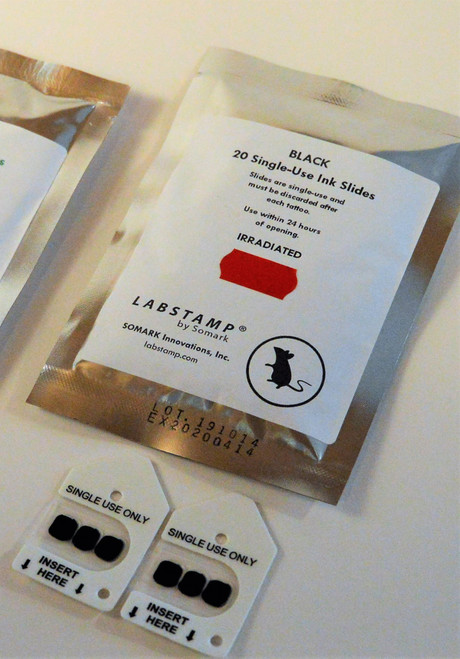 BLACK
20 Single-Use Ink Slides
Slides are single-use and
must be discarded after
each tattoo.
Use within 24 hours
of opening.
IRRADIATED
LABSTAMP®
by Somark
SOMARK Innovations, Inc.
labstamp.com
LOT. 191014
EX20200414
SINGLE USE ONLY
INSERT
HERE
SINGLE USE ONLY
INSERT
HERE